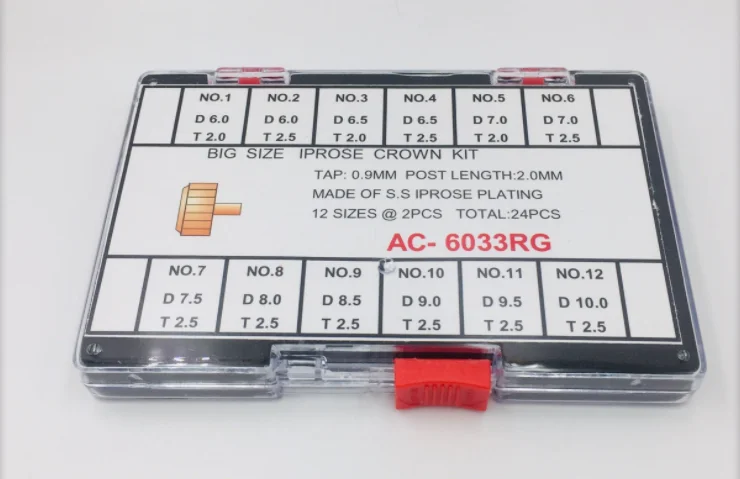 NO.1 NO.2 NO.3 NO.4 NO.5 NO.6
D 6.0 D 6.0 D 6.5 D 6.5 D 7.0 D 7.0
T 2.0 T 2.5 T 2.0 T 2.5 T 2.0 T 2.5
BIG SIZE IPROSE CROWN KIT
TAP: 0.9MM POST LENGTH:2.0MM
MADE OF S.S IPROSE PLATING
12 SIZES @ 2PCS TOTAL:24PCS
AC- 6033RG
NO.7 NO.8 NO.9 NO.10 NO.11 NO.12
D 7.5 D 8.0 D 8.5 D 9.0 D 9.5 D 10.0
T 2.5 T 2.5 T 2.5 T 2.5 T 2.5 T 2.5